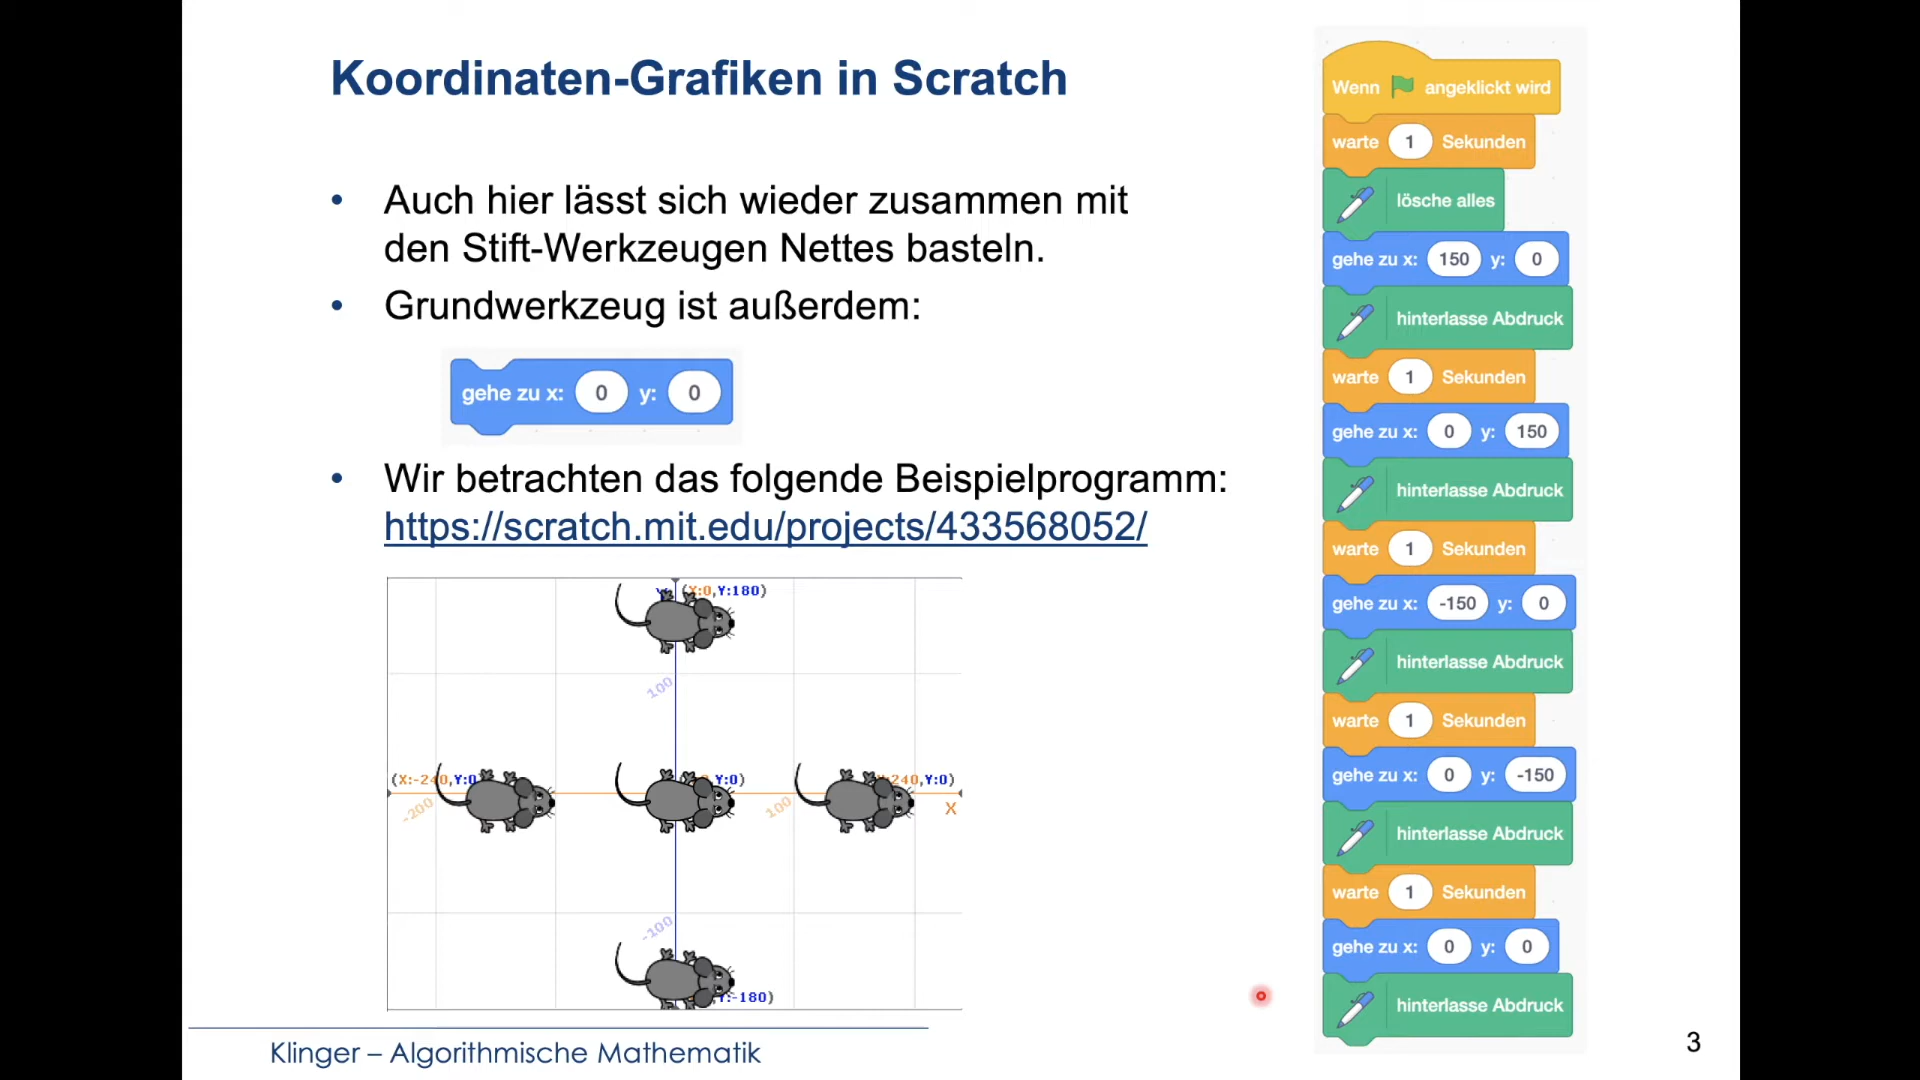 Koordinaten-Grafiken in Scratch
• Auch hier lässt sich wieder zusammen mit
den Stift-Werkzeugen Nettes basteln.
• Grundwerkzeug ist außerdem:
gehe zu x: 0 y: 0
• Wir betrachten das folgende Beispielprogramm:
https://scratch.mit.edu/projects/433568052/
(X:0,Y:180)
100
(X:-240,Y:0
Y:0)
240,Y:0)
-200
100
X
-100
Y:-180)
Wenn angeklickt wird
warte 1 Sekunden
lösche alles
gehe zu x: 150 y: 0
hinterlasse Abdruck
warte 1 Sekunden
gehe zu x: 0 y: 150
hinterlasse Abdruck
warte 1 Sekunden
gehe zu x: -150 y: 0
hinterlasse Abdruck
warte 1 Sekunden
gehe zu x: 0 y: -150
hinterlasse Abdruck
warte 1 Sekunden
gehe zu x: 0 y: 0
hinterlasse Abdruck
Klinger – Algorithmische Mathematik
3